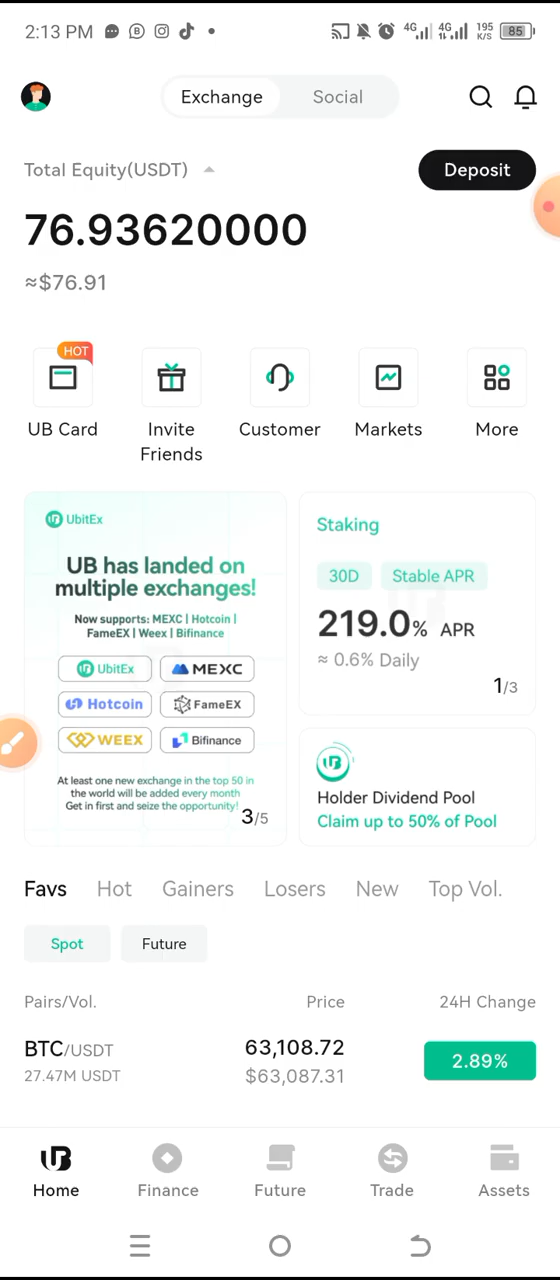 2:13 PM
4G 4G 195 K/S 85
Exchange Social
Total Equity(USDT)
Deposit
76.93620000
≈$76.91
HOT
UB Card
Invite
Friends
Customer
Markets
More
UbitEx
UB has landed on
multiple exchanges!
Now supports: MEXC | Hotcoin |
FameEX | Weex | Bifinance
UbitEx MEXC
Hotcoin FameEX
WEEX Bifinance
At least one new exchange in the top 50 in
the world will be added every month
Get in first and seize the opportunity!
3/5
Staking
30D Stable APR
219.0% APR
≈ 0.6% Daily
1/3
Holder Dividend Pool
Claim up to 50% of Pool
Favs Hot Gainers Losers New Top Vol.
Spot Future
Pairs/Vol. Price 24H Change
BTC/USDT 63,108.72 2.89%
27.47M USDT $63,087.31
Home Finance Future Trade Assets